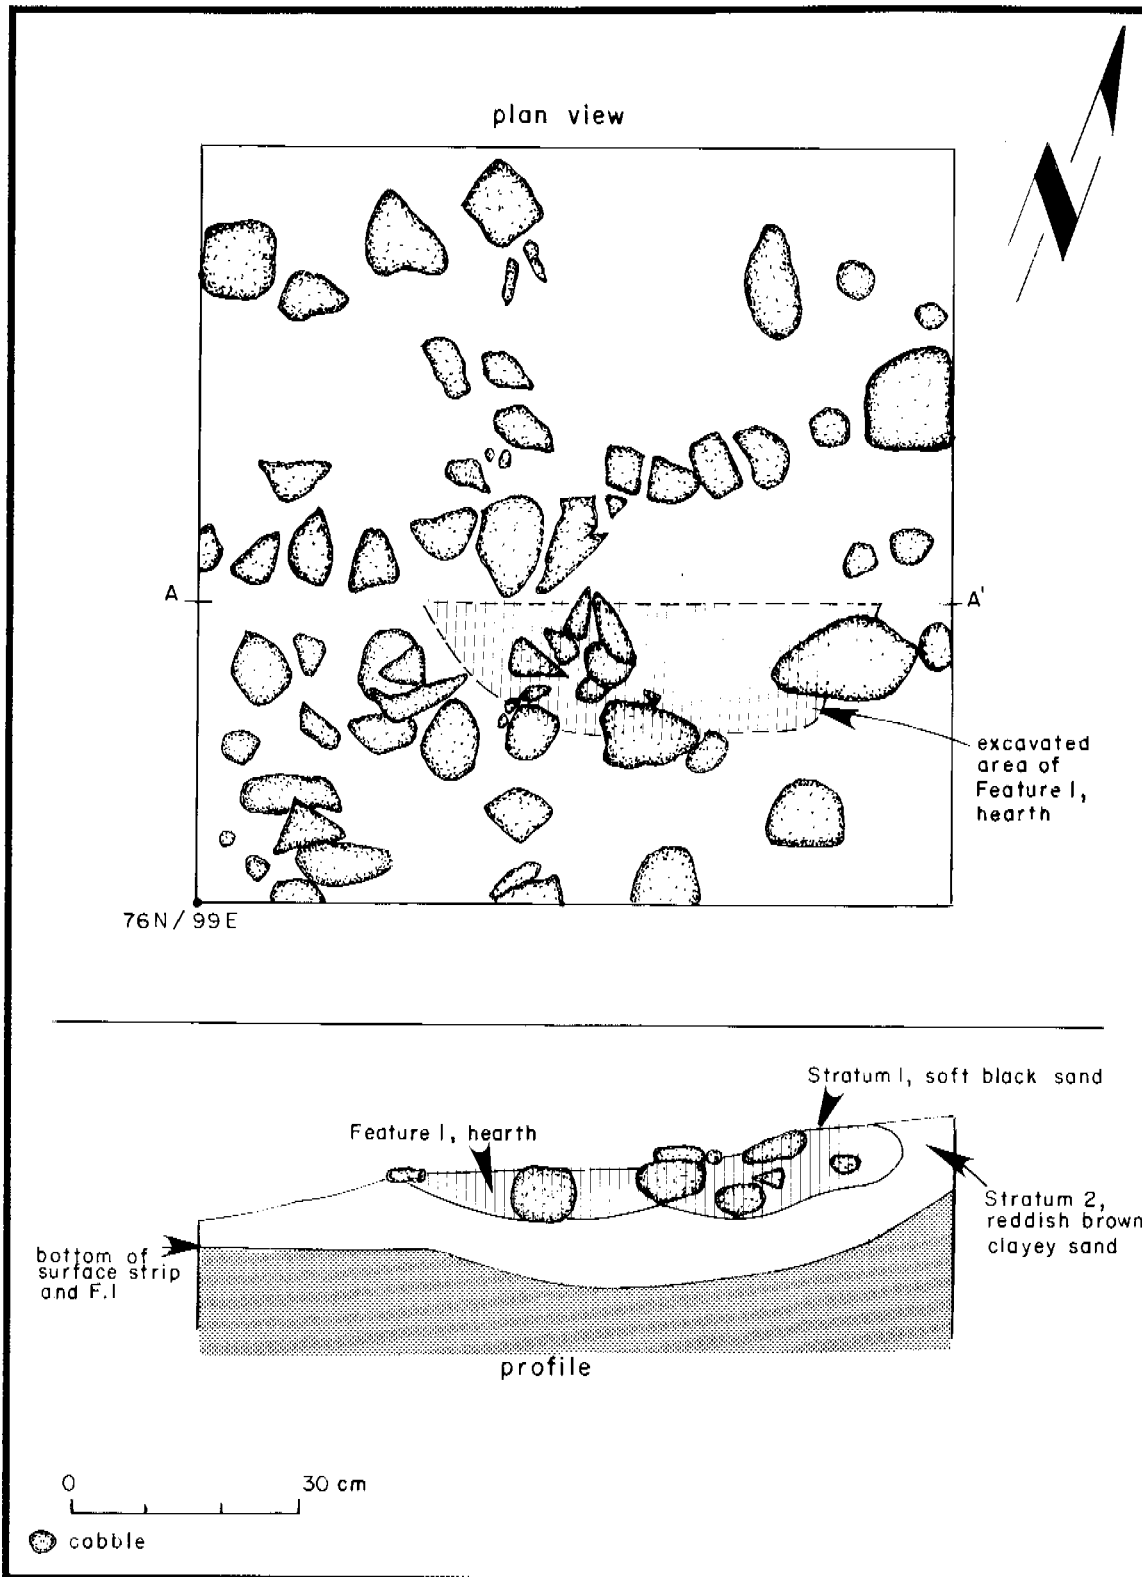 plan view
N
A
A'
excavated
area of
Feature 1,
hearth
76N / 99E
Stratum 1, soft black sand
Feature 1, hearth
Stratum 2,
reddish brown
clayey sand
bottom of
surface strip
and F.1
profile
0 30 cm
cobble